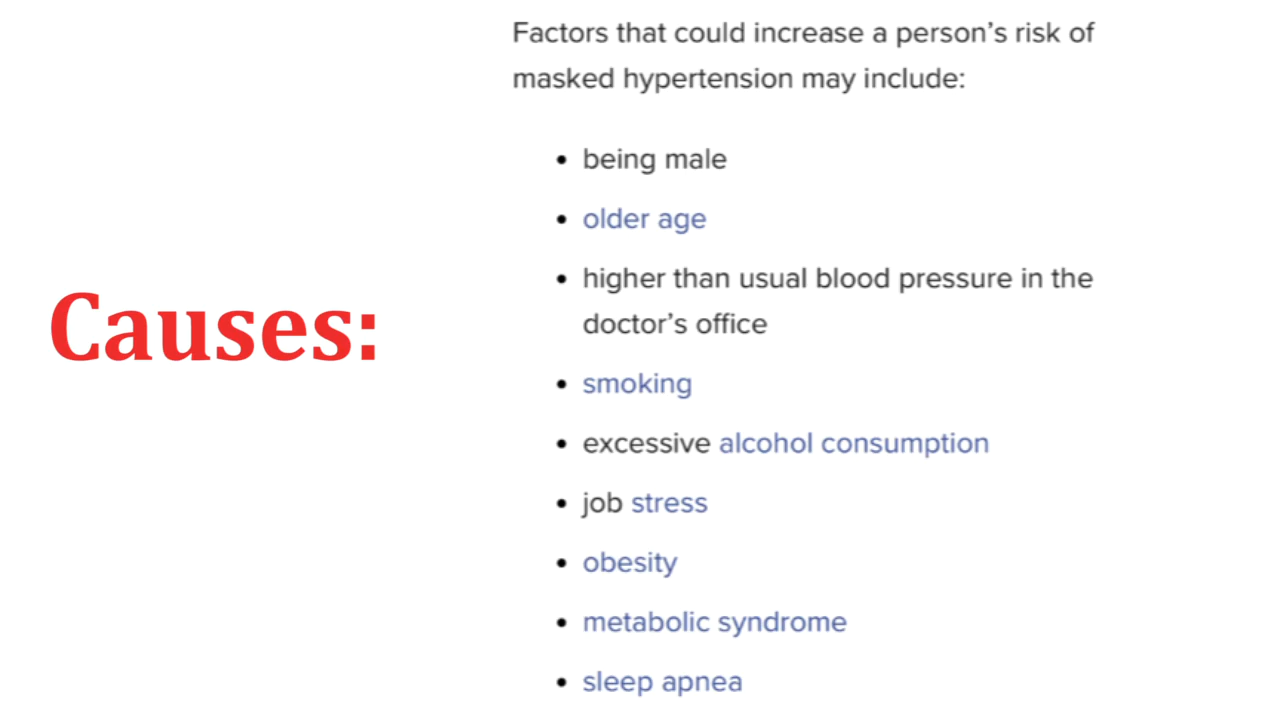 Causes:
Factors that could increase a person’s risk of
masked hypertension may include:
• being male
• older age
• higher than usual blood pressure in the
doctor’s office
• smoking
• excessive alcohol consumption
• job stress
• obesity
• metabolic syndrome
• sleep apnea